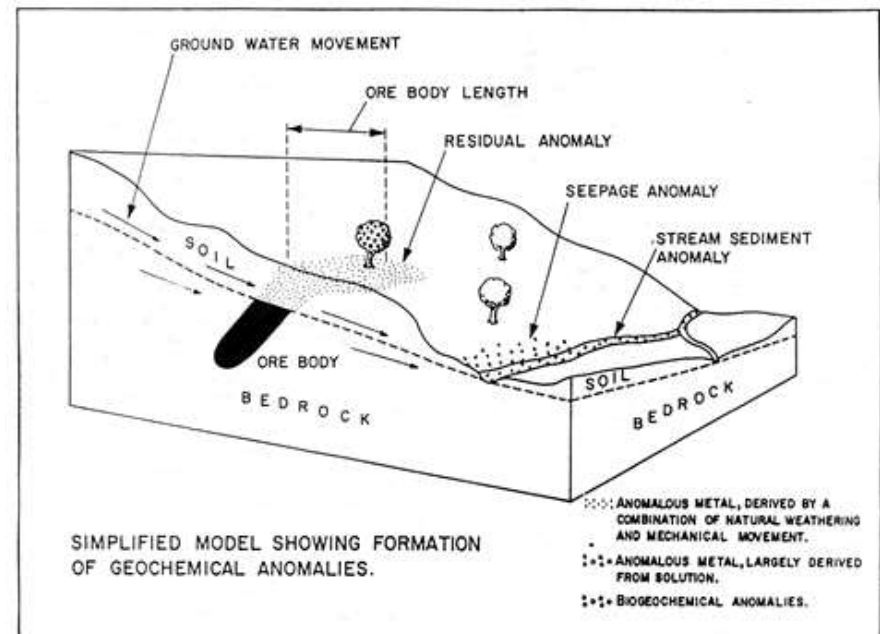 GROUND WATER MOVEMENT
ORE BODY LENGTH
RESIDUAL ANOMALY
SEEPAGE ANOMALY
STREAM SEDIMENT
ANOMALY
SOIL
ORE BODY
BEDROCK
SOIL
BEDROCK
SIMPLIFIED MODEL SHOWING FORMATION
OF GEOCHEMICAL ANOMALIES.
ANOMALOUS METAL, DERIVED BY A
COMBINATION OF NATURAL WEATHERING
AND MECHANICAL MOVEMENT.
ANOMALOUS METAL, LARGELY DERIVED
FROM SOLUTION.
BIOGEOCHEMICAL ANOMALIES.